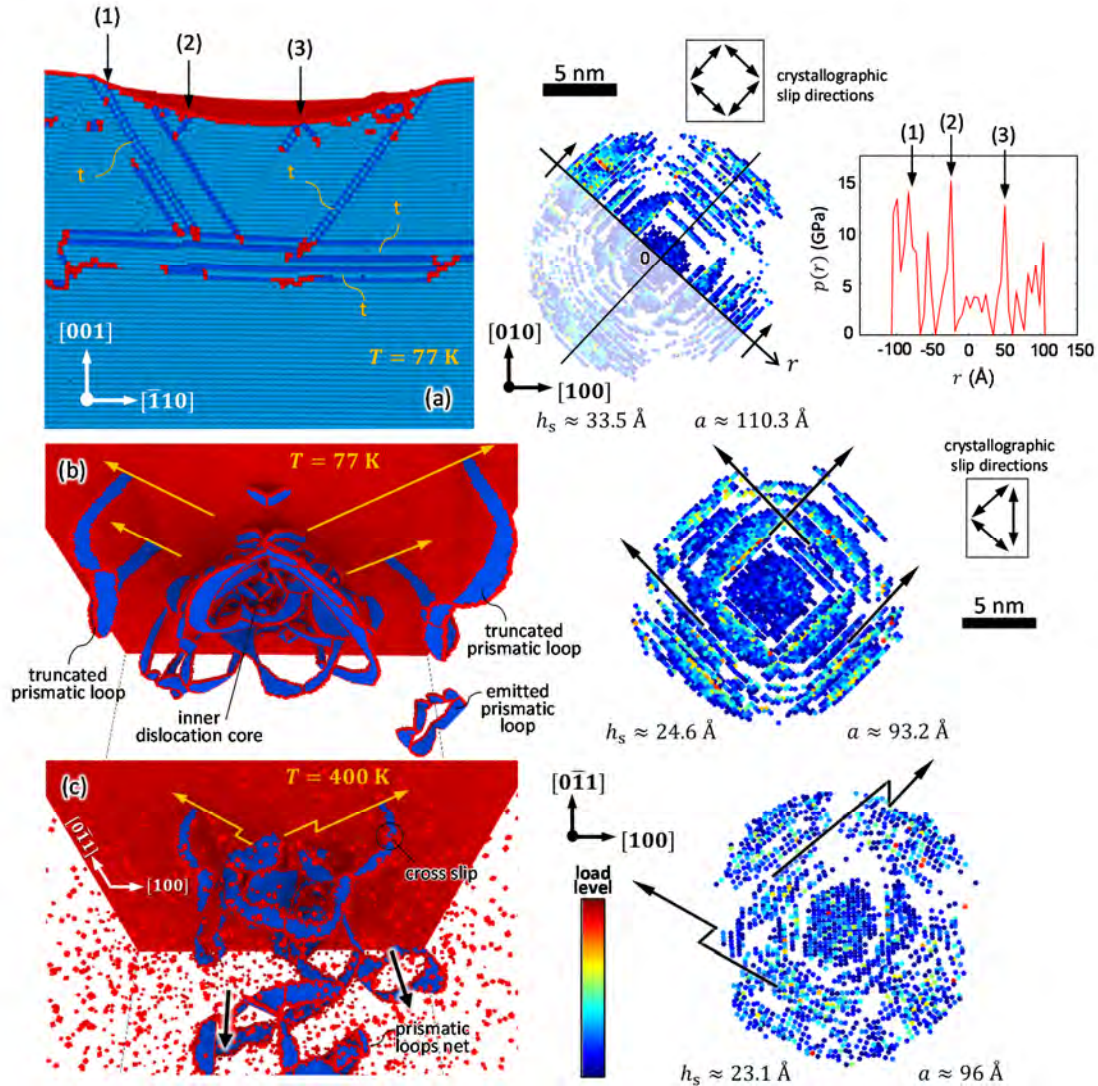 (1)
(2)
(3)
t
t
t
t
[001]
[1̄10]
T = 77 K
(a)
5 nm
crystallographic
slip directions
0
r
[010]
[100]
hs ≈ 33.5 Å
a ≈ 110.3 Å
(1)
(2)
(3)
15
10
5
0
p(r) (GPa)
-100 -50 0 50 100 150
r (Å)
(b)
T = 77 K
truncated
prismatic loop
inner
dislocation core
truncated
prismatic loop
emitted
prismatic
loop
crystallographic
slip directions
5 nm
hs ≈ 24.6 Å
a ≈ 93.2 Å
(c)
T = 400 K
[01̄1]
[100]
cross slip
prismatic
loops net
[01̄1]
[100]
load
level
hs ≈ 23.1 Å
a ≈ 96 Å